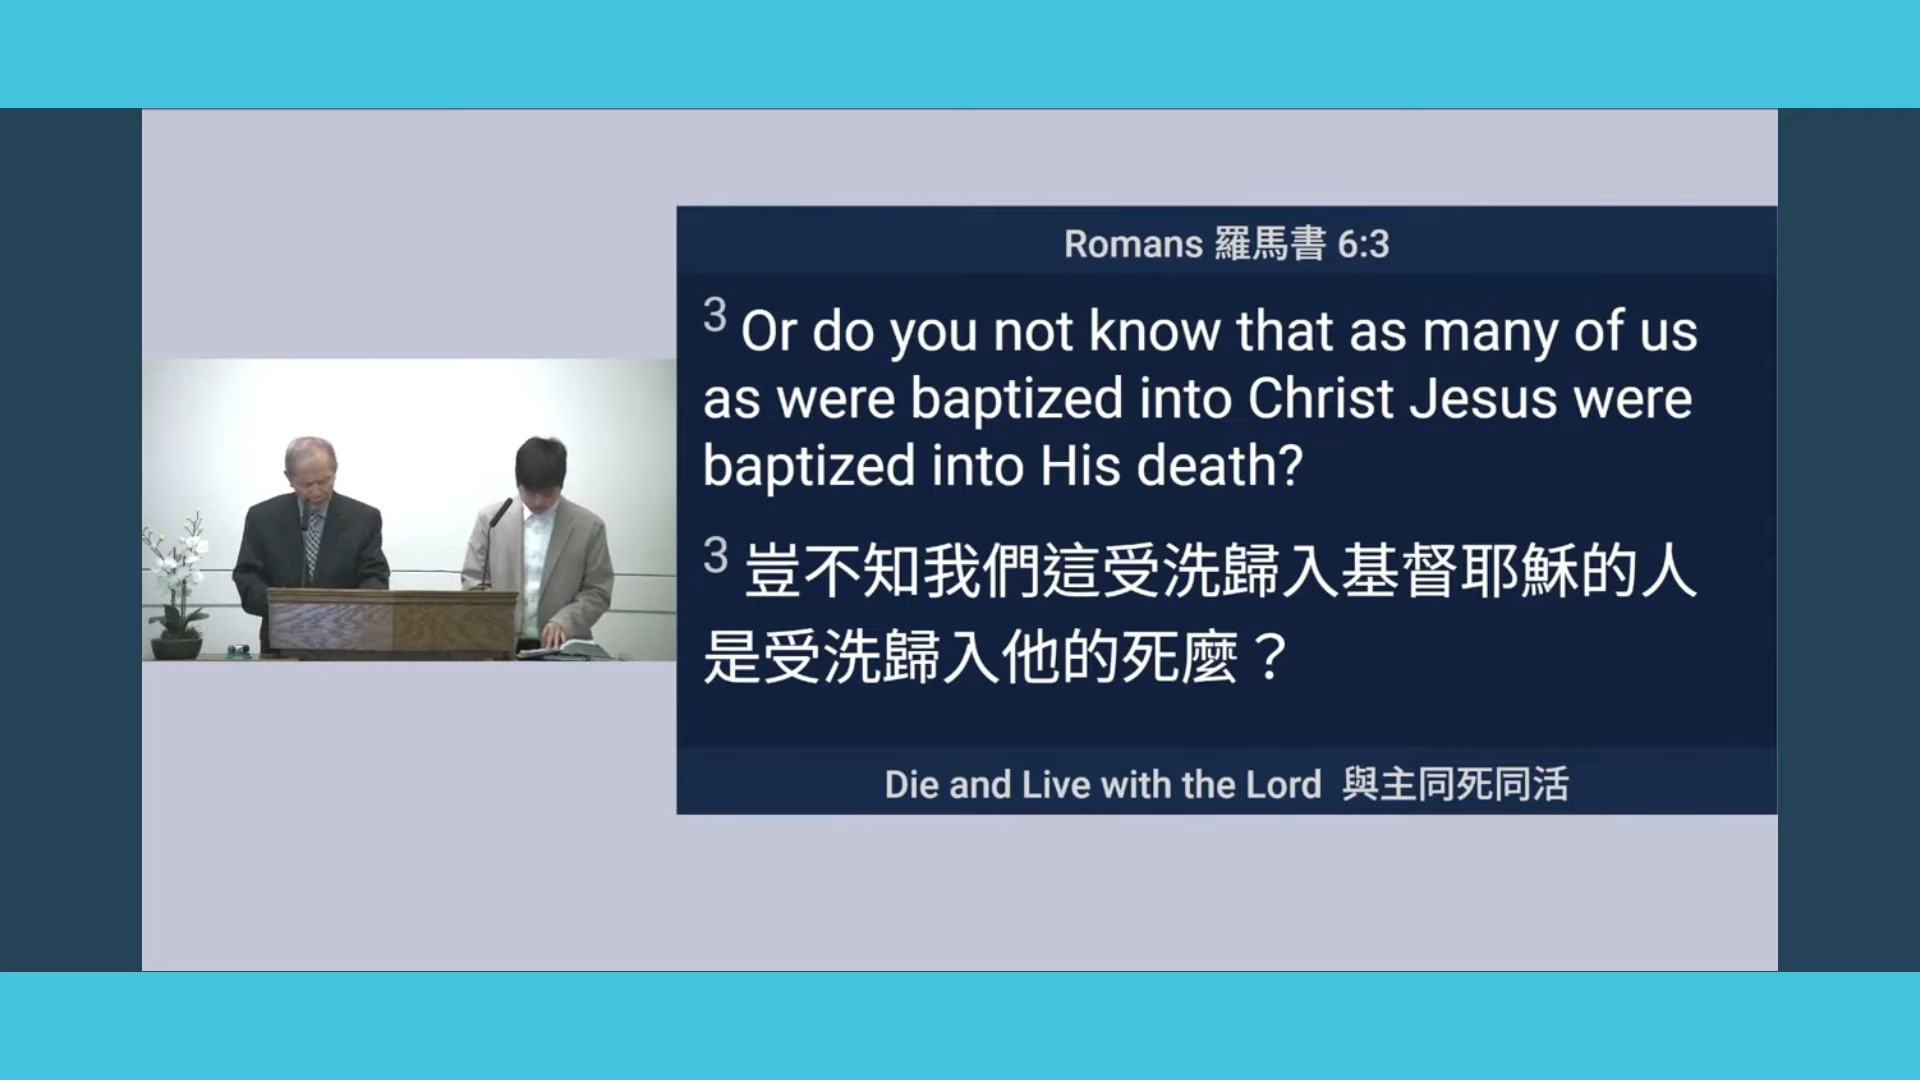 Romans 羅馬書 6:3
3 Or do you not know that as many of us
as were baptized into Christ Jesus were
baptized into His death?
3 豈不知我們這受洗歸入基督耶穌的人
是受洗歸入他的死麼？
Die and Live with the Lord 與主同死同活